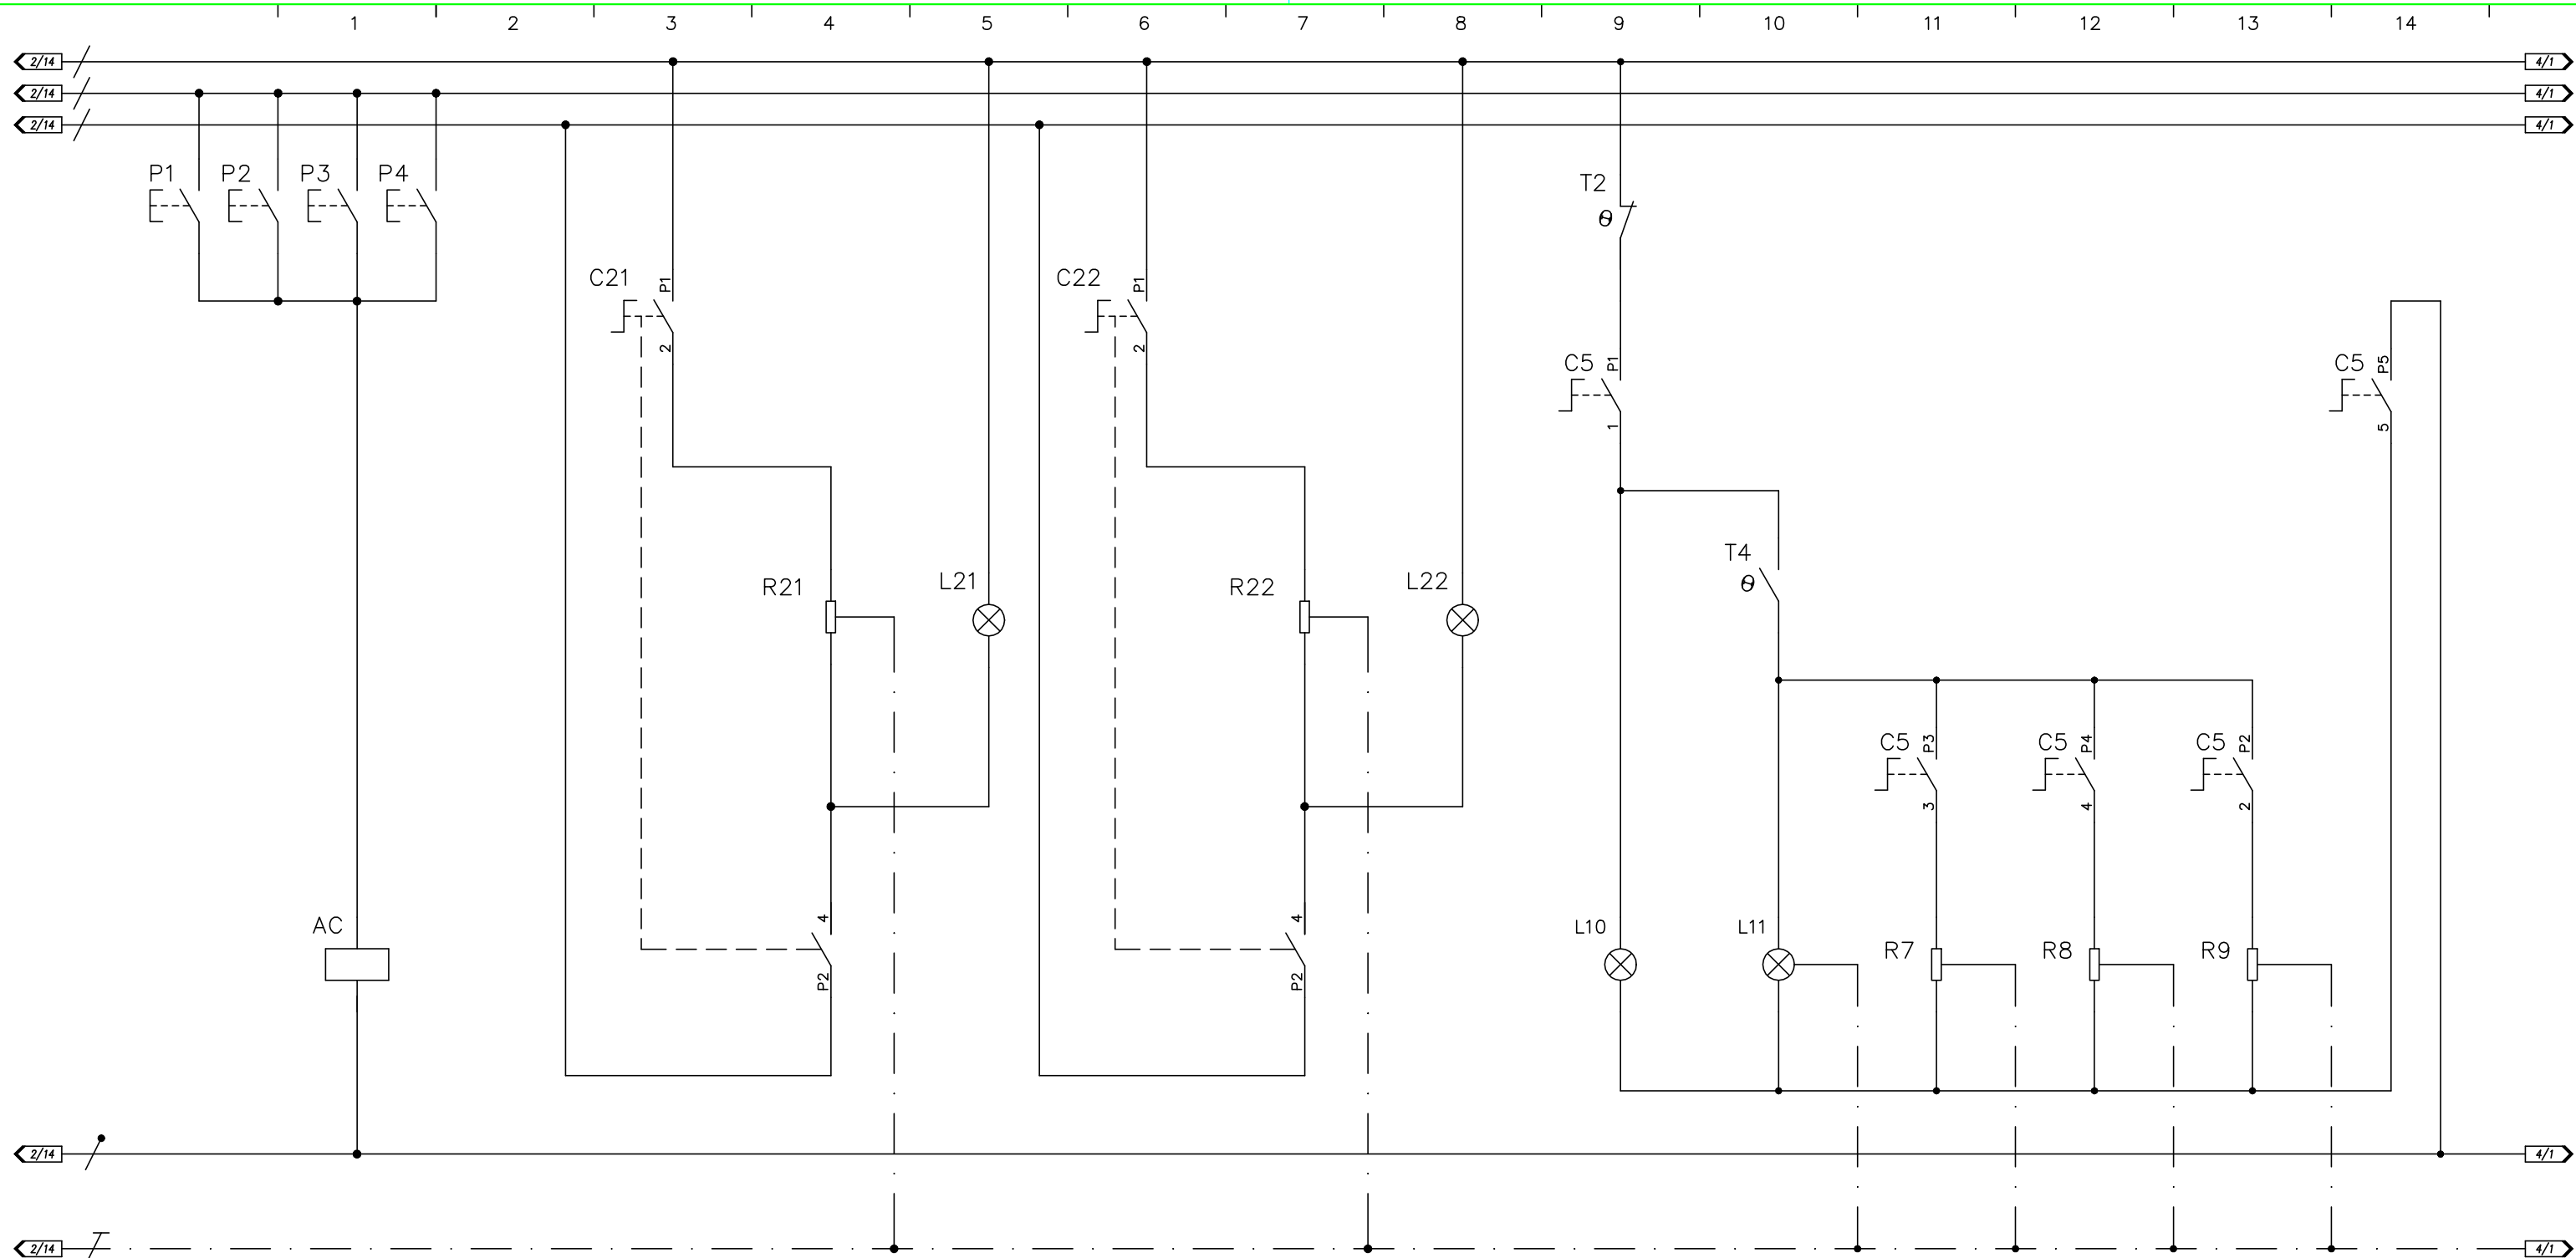 1 2 3 4 5 6 7 8 9 10 11 12 13 14
2/14 4/1
2/14 4/1
2/14 4/1
P1 P2 P3 P4
T2
θ
C21 P1 C22 P1
2 2
C5 P1 C5 P5
1 5
T4
θ
R21 L21 R22 L22
C5 P3 C5 P4 C5 P2
3 4 2
AC 4 4 L10 L11
R7 R8 R9
P2 P2
2/14 4/1
2/14 4/1